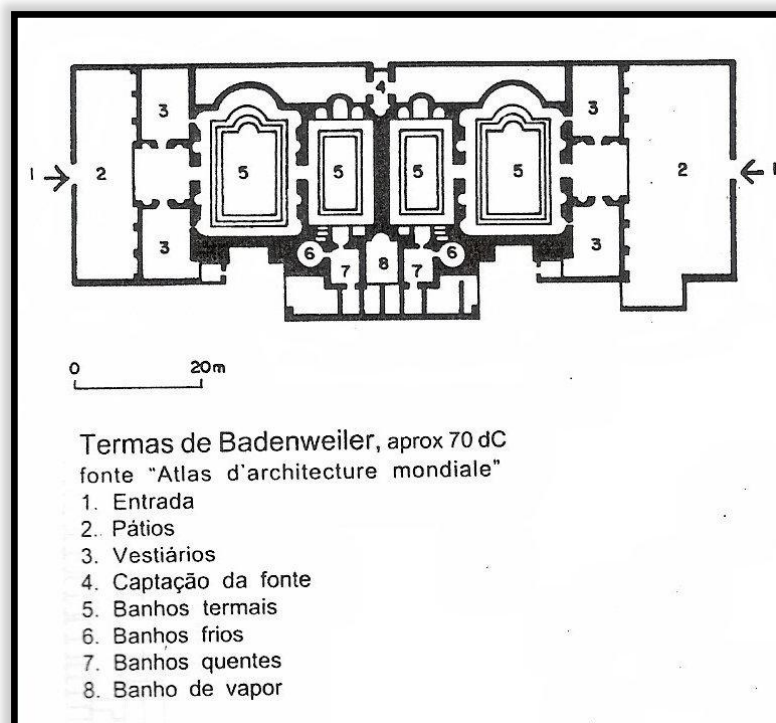 4
3 3
5 5 5 5
1 2 2 1
3 6 7 8 7 6 3
0 20m
Termas de Badenweiler, aprox 70 dC
fonte "Atlas d'architecture mondiale"
1. Entrada
2. Pátios
3. Vestiários
4. Captação da fonte
5. Banhos termais
6. Banhos frios
7. Banhos quentes
8. Banho de vapor